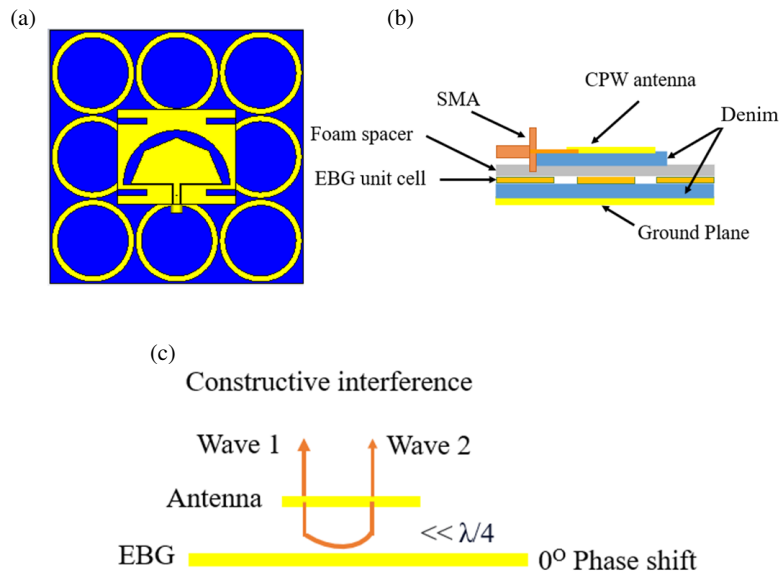 (a)
(b)
CPW antenna
SMA
Denim
Foam spacer
EBG unit cell
Ground Plane
(c)
Constructive interference
Wave 1
Wave 2
Antenna
<< λ/4
EBG
0⁰ Phase shift